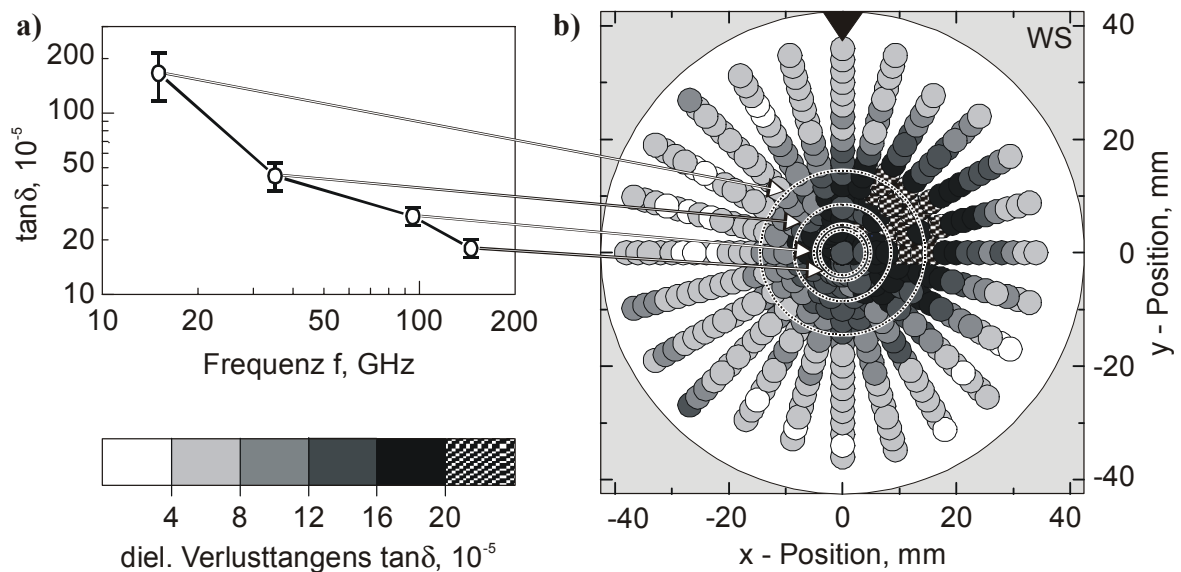 a)
200
100
50
20
10
tanδ, 10⁻⁵
10 20 50 100 200
Frequenz f, GHz
4 8 12 16 20
diel. Verlusttangens tanδ, 10⁻⁵
b)
WS
40
20
0
-20
-40
y - Position, mm
-40 -20 0 20 40
x - Position, mm